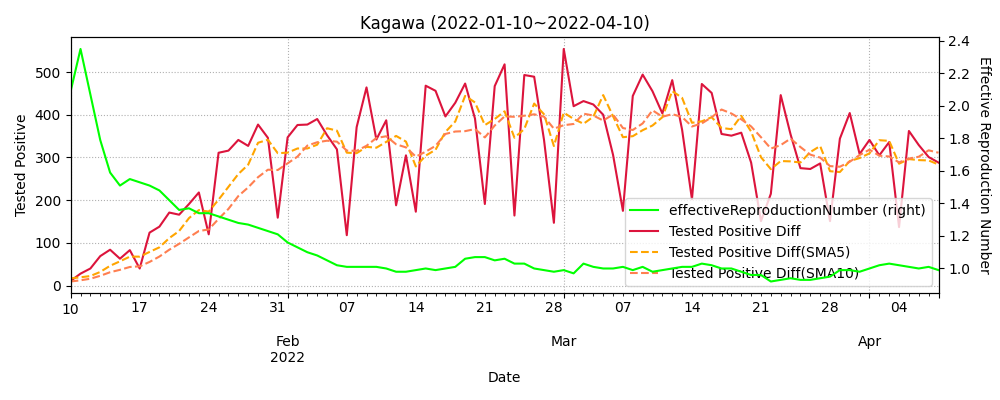 Kagawa (2022-01-10~2022-04-10)
Tested Positive
500
400
300
200
100
0
2.4
2.2
2.0
1.8
1.6
1.4
1.2
1.0
Effective Reproduction Number
effectiveReproductionNumber (right)
Tested Positive Diff
Tested Positive Diff(SMA5)
Tested Positive Diff(SMA10)
10 17 24 31 07 14 21 28 07 14 21 28 04
Feb Mar Apr
2022
Date